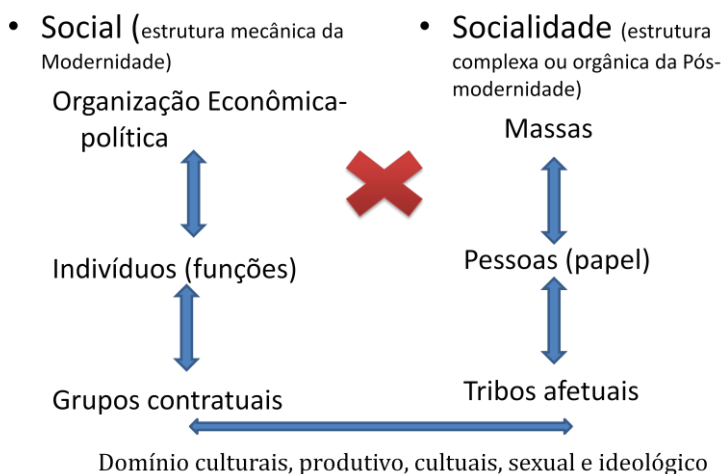 • Social (estrutura mecânica da
Modernidade)
Organização Econômica-
política
Indivíduos (funções)
Grupos contratuais
• Socialidade (estrutura
complexa ou orgânica da Pós-
modernidade)
Massas
Pessoas (papel)
Tribos afetuais
Domínio culturais, produtivo, cultuais, sexual e ideológico